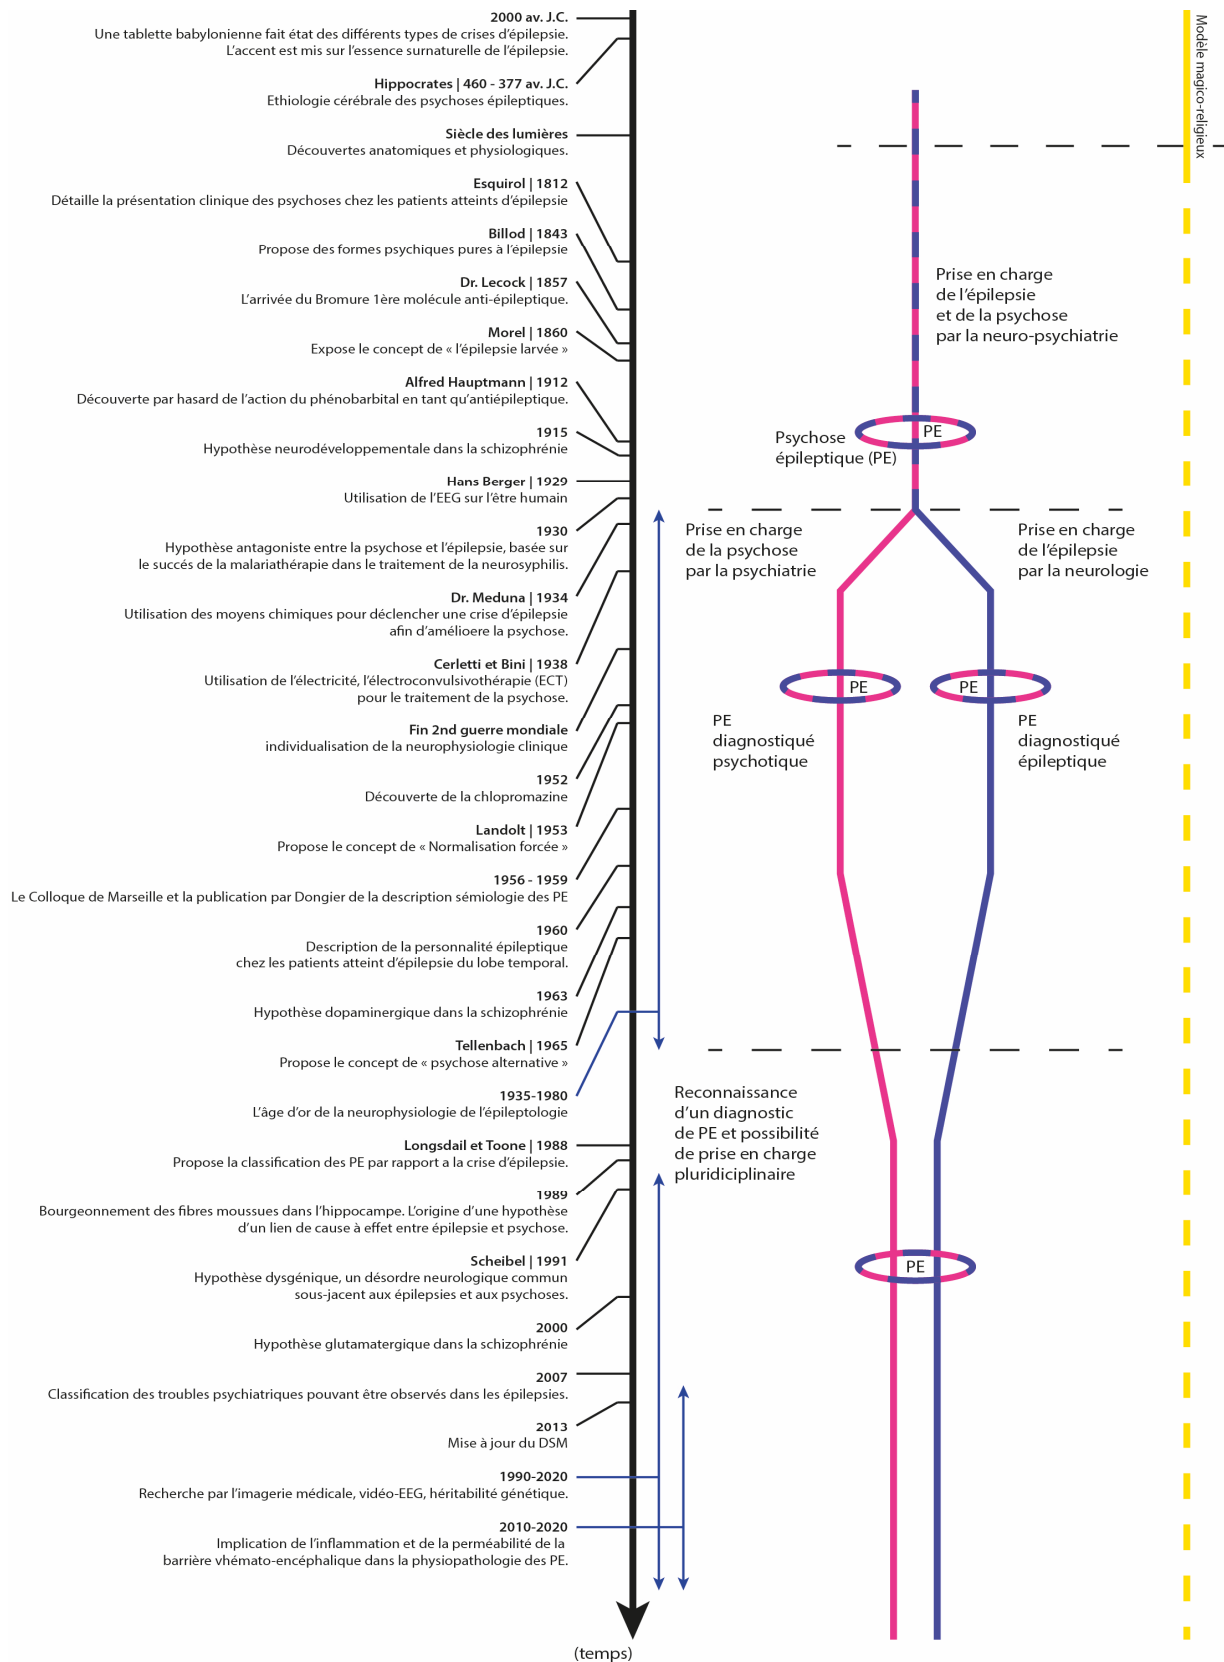 2000 av. J.C.
Une tablette babylonienne fait état des différents types de crises d'épilepsie.
L'accent est mis sur l'essence surnaturelle de l'épilepsie.
Hippocrates | 460 - 377 av. J.C.
Ethiologie cérébrale des psychoses épileptiques.
Siècle des lumières
Découvertes anatomiques et physiologiques.
Esquirol | 1812
Détaille la présentation clinique des psychoses chez les patients atteints d'épilepsie
Billod | 1843
Propose des formes psychiques pures à l'épilepsie
Dr. Lecock | 1857
L'arrivée du Bromure 1ère molécule anti-épileptique.
Morel | 1860
Expose le concept de « l'épilepsie larvée »
Alfred Hauptmann | 1912
Découverte par hasard de l'action du phénobarbital en tant qu'antiépileptique.
1915
Hypothèse neurodéveloppementale dans la schizophrénie
Hans Berger | 1929
Utilisation de l'EEG sur l'être humain
1930
Hypothèse antagoniste entre la psychose et l'épilepsie, basée sur
le succés de la malariathérapie dans le traitement de la neurosyphilis.
Dr. Meduna | 1934
Utilisation des moyens chimiques pour déclencher une crise d'épilepsie
afin d'amélioere la psychose.
Cerletti et Bini | 1938
Utilisation de l'électricité, l'électroconvulsivothérapie (ECT)
pour le traitement de la psychose.
Fin 2nd guerre mondiale
individualisation de la neurophysiologie clinique
1952
Découverte de la chlopromazine
Landolt | 1953
Propose le concept de « Normalisation forcée »
1956 - 1959
Le Colloque de Marseille et la publication par Dongier de la description sémiologie des PE
1960
Description de la personnalité épileptique
chez les patients atteint d'épilepsie du lobe temporal.
1963
Hypothèse dopaminergique dans la schizophrénie
Tellenbach | 1965
Propose le concept de « psychose alternative »
1935-1980
L'âge d'or de la neurophysiologie de l'épileptologie
Longsdail et Toone | 1988
Propose la classification des PE par rapport a la crise d'épilepsie.
1989
Bourgeonnement des fibres moussues dans l'hippocampe. L'origine d'une hypothèse
d'un lien de cause à effet entre épilepsie et psychose.
Scheibel | 1991
Hypothèse dysgénique, un désordre neurologique commun
sous-jacent aux épilepsies et aux psychoses.
2000
Hypothèse glutamatergique dans la schizophrénie
2007
Classification des troubles psychiatriques pouvant être observés dans les épilepsies.
2013
Mise à jour du DSM
1990-2020
Recherche par l'imagerie médicale, vidéo-EEG, héritabilité génétique.
2010-2020
Implication de l'inflammation et de la perméabilité de la
barrière vhémato-encéphalique dans la physiopathologie des PE.
(temps)
Modèle magico-religieux
Prise en charge
de l'épilepsie
et de la psychose
par la neuro-psychiatrie
Psychose
épileptique (PE)
PE
Prise en charge
de la psychose
par la psychiatrie
Prise en charge
de l'épilepsie
par la neurologie
PE
PE
PE
diagnostiqué
psychotique
PE
diagnostiqué
épileptique
Reconnaissance
d'un diagnostic
de PE et possibilité
de prise en charge
pluridiciplinaire
PE